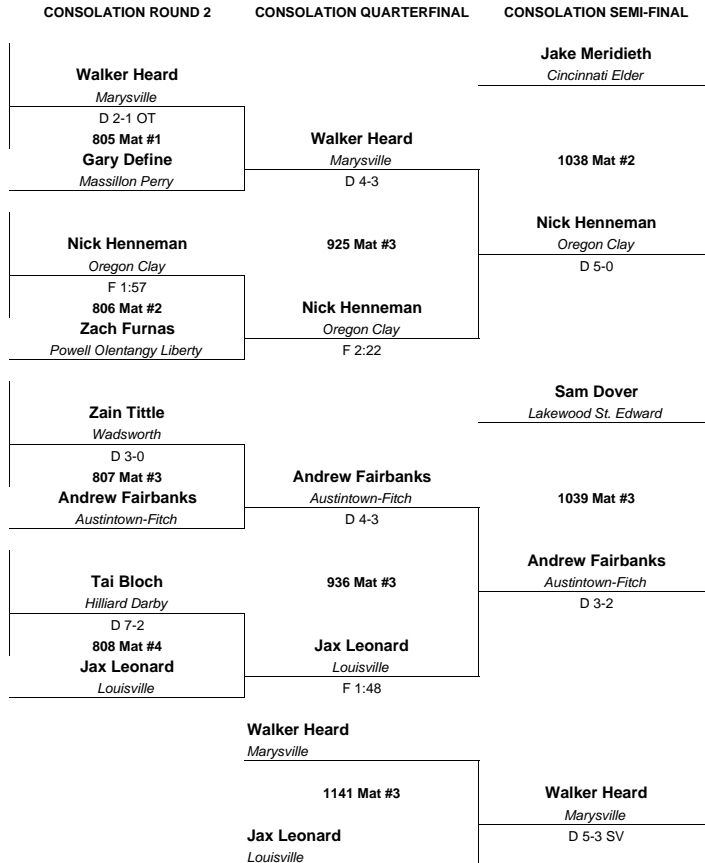 CONSOLATION ROUND 2 CONSOLATION QUARTERFINAL CONSOLATION SEMI-FINAL
Jake Meridieth
Walker Heard Cincinnati Elder
Marysville
D 2-1 OT
805 Mat #1 Walker Heard
Gary Define Marysville 1038 Mat #2
Massillon Perry D 4-3
Nick Henneman
Nick Henneman 925 Mat #3 Oregon Clay
Oregon Clay D 5-0
F 1:57
806 Mat #2 Nick Henneman
Zach Furnas Oregon Clay
Powell Olentangy Liberty F 2:22
Sam Dover
Zain Tittle Lakewood St. Edward
Wadsworth
D 3-0
807 Mat #3 Andrew Fairbanks
Andrew Fairbanks Austintown-Fitch 1039 Mat #3
Austintown-Fitch D 4-3
Andrew Fairbanks
Tai Bloch 936 Mat #3 Austintown-Fitch
Hilliard Darby D 3-2
D 7-2
808 Mat #4 Jax Leonard
Jax Leonard Louisville
Louisville F 1:48
Walker Heard
Marysville
1141 Mat #3 Walker Heard
Marysville
Jax Leonard D 5-3 SV
Louisville